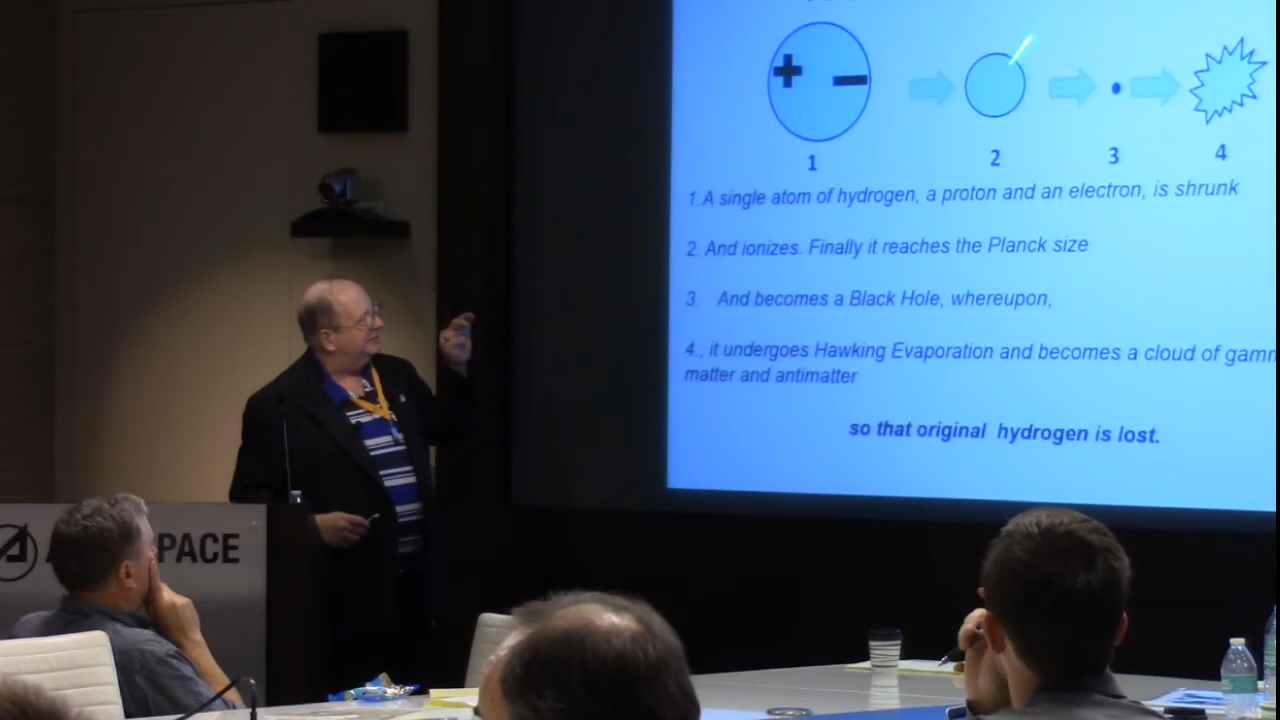 1
2
3
4
1.A single atom of hydrogen, a proton and an electron, is shrunk
2. And ionizes. Finally it reaches the Planck size
3. And becomes a Black Hole, whereupon,
4., it undergoes Hawking Evaporation and becomes a cloud of
matter and antimatter
so that original hydrogen is lost.